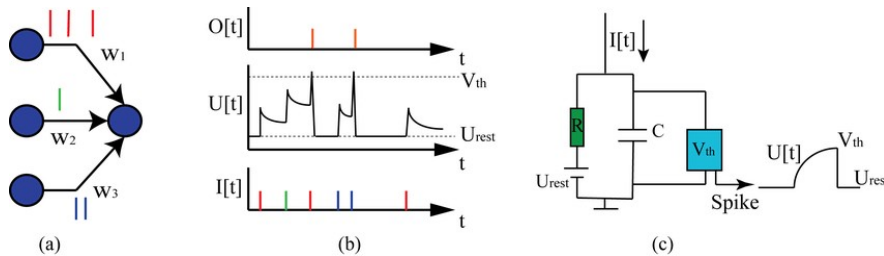 W1
W2
W3
(a)
O[t]
t
Vth
U[t]
Urest
t
I[t]
t
(b)
I[t]
R
C
Vth
Urest
Spike
U[t]
Vth
Ures
(c)